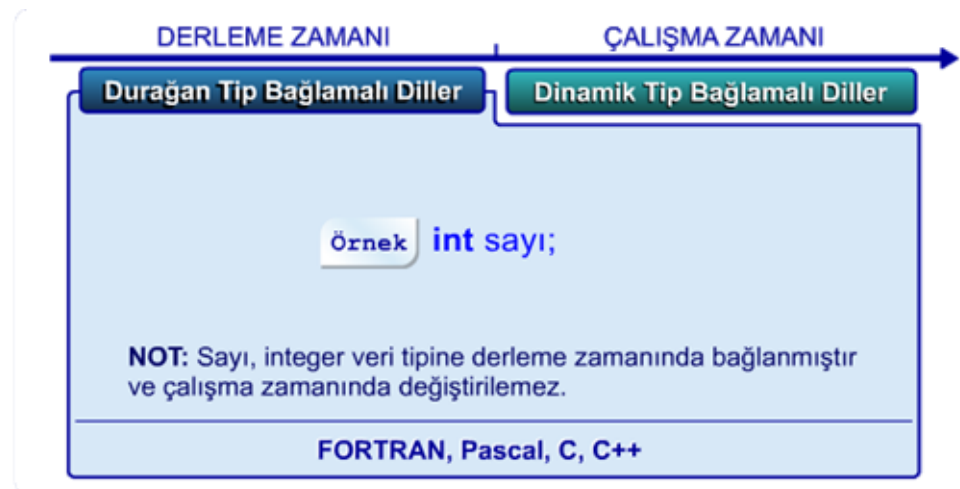 DERLEME ZAMANI
ÇALIŞMA ZAMANI
Durağan Tip Bağlamalı Diller
Dinamik Tip Bağlamalı Diller
Örnek int sayı;
NOT: Sayı, integer veri tipine derleme zamanında bağlanmıştır
ve çalışma zamanında değiştirilemez.
FORTRAN, Pascal, C, C++